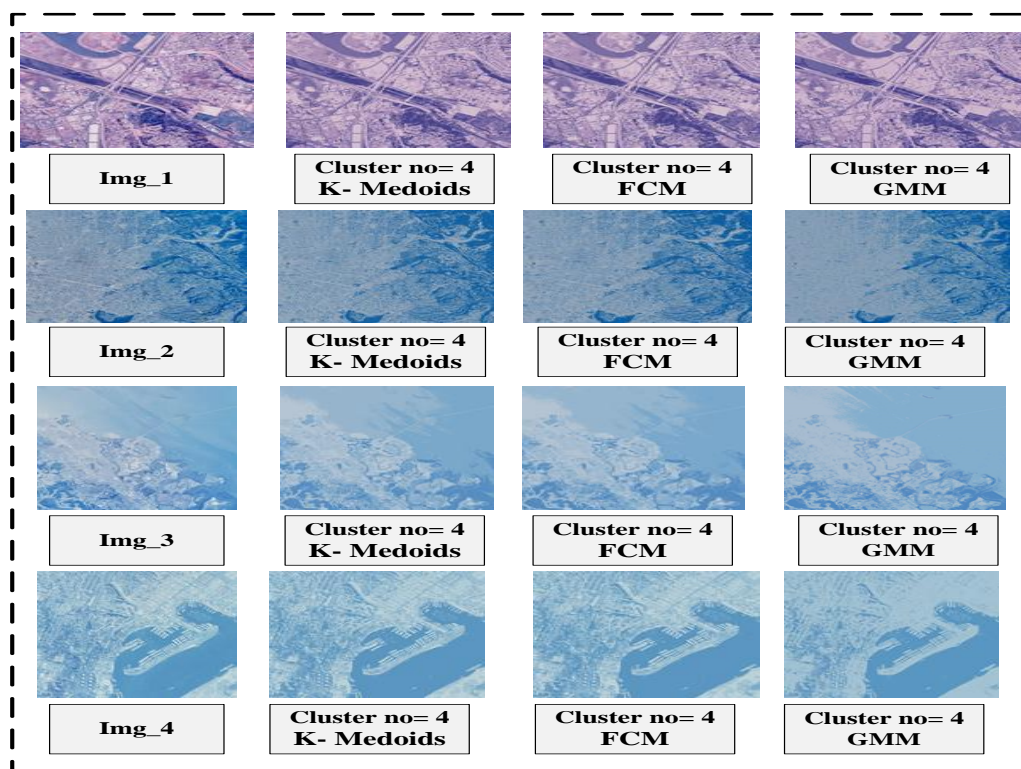 Img_1
Cluster no= 4
K- Medoids
Cluster no= 4
FCM
Cluster no= 4
GMM
Img_2
Cluster no= 4
K- Medoids
Cluster no= 4
FCM
Cluster no= 4
GMM
Img_3
Cluster no= 4
K- Medoids
Cluster no= 4
FCM
Cluster no= 4
GMM
Img_4
Cluster no= 4
K- Medoids
Cluster no= 4
FCM
Cluster no= 4
GMM